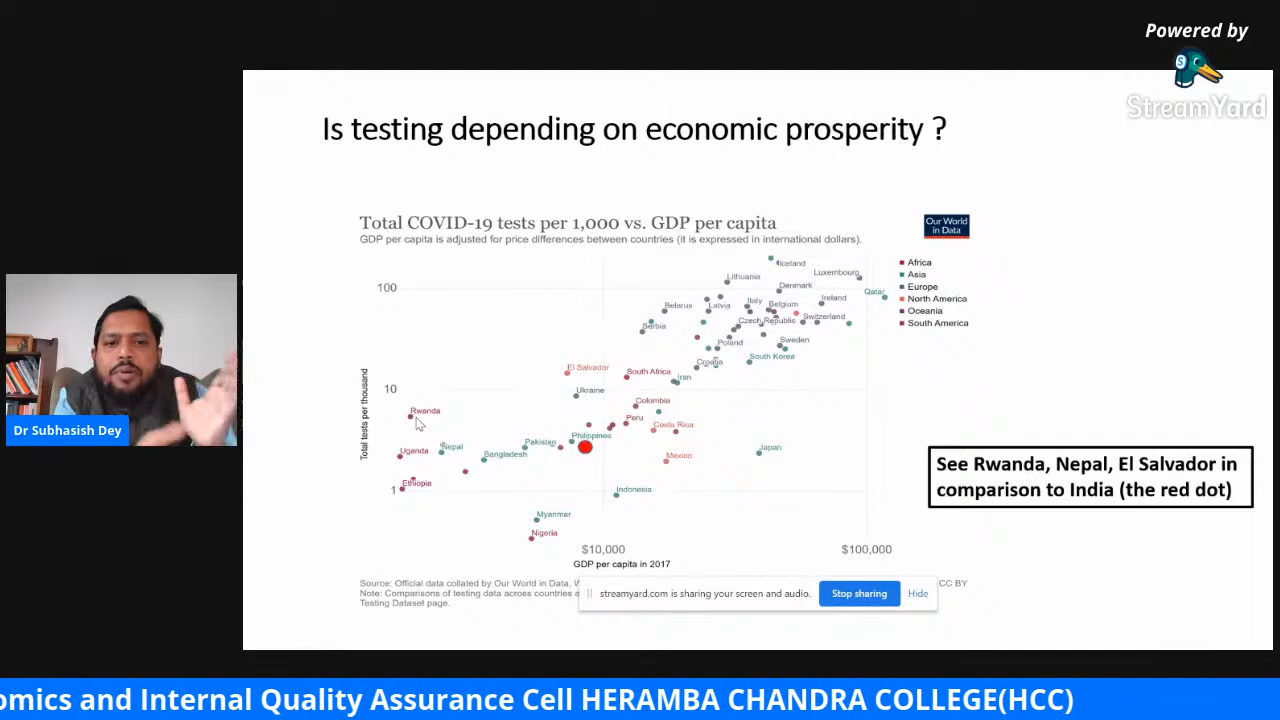 Powered by
StreamYard
Is testing depending on economic prosperity ?
Total COVID-19 tests per 1,000 vs. GDP per capita
GDP per capita is adjusted for price differences between countries (it is expressed in international dollars).
Our World
in Data
Africa
Asia
Europe
North America
Oceania
South America
Total tests per thousand
100
10
1
Iceland
Luxembourg
Lithuania
Denmark
Qatar
Belarus
Latvia
Italy
Belgium
Ireland
Serbia
Czech Republic
Switzerland
Poland
Sweden
South Korea
Croatia
El Salvador
South Africa
Iran
Ukraine
Colombia
Rwanda
Peru
Costa Rica
Philippines
Pakistan
Nepal
Uganda
Bangladesh
Japan
Mexico
Ethiopia
Indonesia
Myanmar
Nigeria
$10,000
$100,000
GDP per capita in 2017
Source: Official data collated by Our World in Data, W
CC BY
Note: Comparisons of testing data across countries a
Testing Dataset page.
streamyard.com is sharing your screen and audio.
Stop sharing
Hide
See Rwanda, Nepal, El Salvador in
comparison to India (the red dot)
Dr Subhasish Dey
omics and Internal Quality Assurance Cell HERAMBA CHANDRA COLLEGE(HCC)